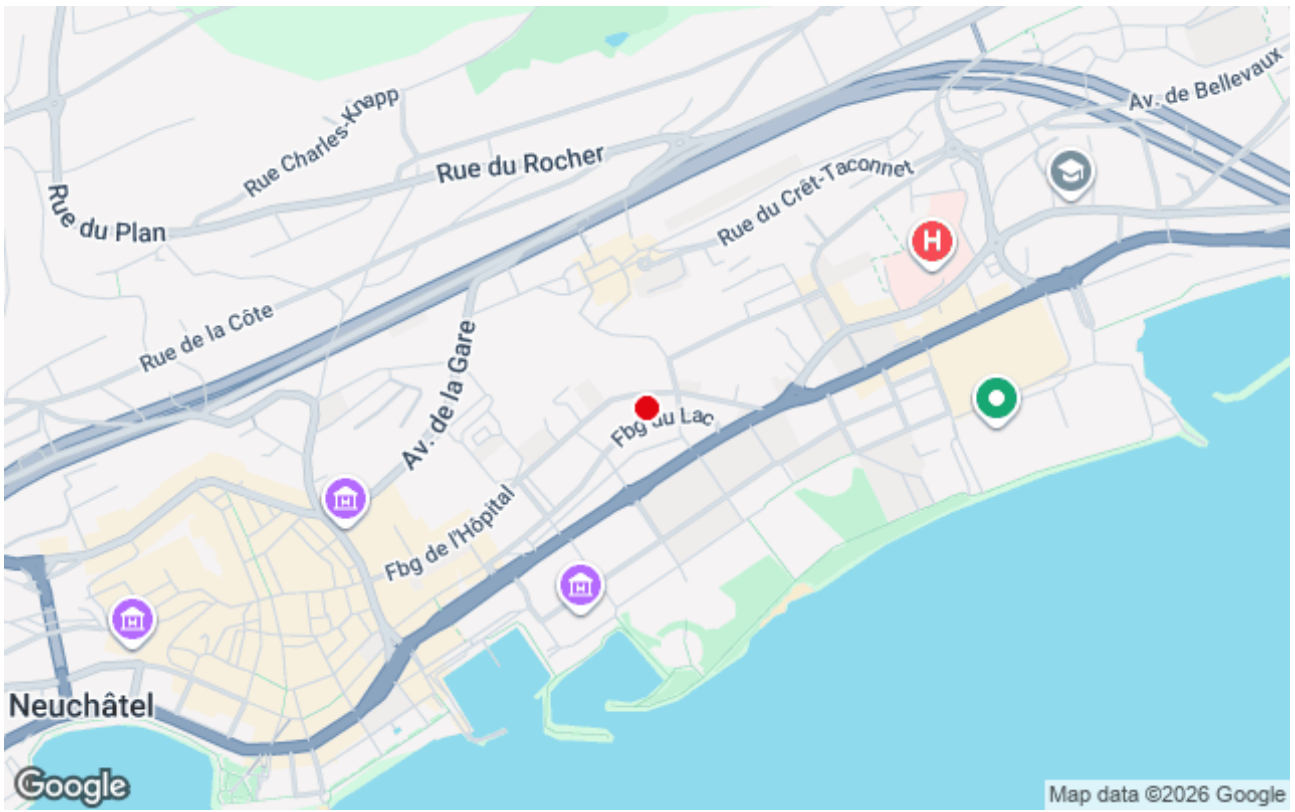 Av. de Bellevaux
Rue Charles-Knapp
Rue du Rocher
Rue du Crêt-Taconnet
Rue du Plan
H
Rue de la Côte
Av. de la Gare
Fbg du Lac
Fbg de l'Hôpital
Neuchâtel
Google
Map data ©2026 Google